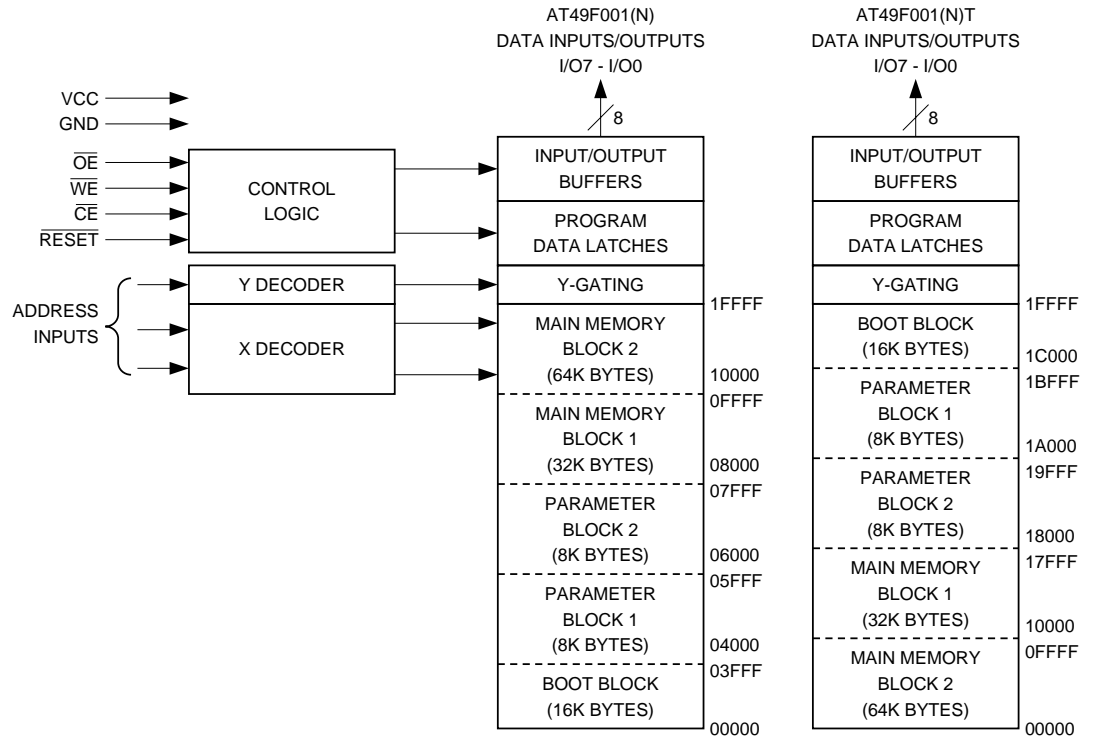 AT49F001(N)
DATA INPUTS/OUTPUTS
I/O7 - I/O0
8
AT49F001(N)T
DATA INPUTS/OUTPUTS
I/O7 - I/O0
8
VCC
GND
OE
WE
CE
RESET
ADDRESS
INPUTS
CONTROL
LOGIC
Y DECODER
X DECODER
INPUT/OUTPUT
BUFFERS
PROGRAM
DATA LATCHES
Y-GATING
1FFFF
MAIN MEMORY
BLOCK 2
(64K BYTES)
10000
0FFFF
MAIN MEMORY
BLOCK 1
(32K BYTES)
08000
07FFF
PARAMETER
BLOCK 2
(8K BYTES)
06000
05FFF
PARAMETER
BLOCK 1
(8K BYTES)
04000
03FFF
BOOT BLOCK
(16K BYTES)
00000
INPUT/OUTPUT
BUFFERS
PROGRAM
DATA LATCHES
Y-GATING
1FFFF
BOOT BLOCK
(16K BYTES)
1C000
1BFFF
PARAMETER
BLOCK 1
(8K BYTES)
1A000
19FFF
PARAMETER
BLOCK 2
(8K BYTES)
18000
17FFF
MAIN MEMORY
BLOCK 1
(32K BYTES)
10000
0FFFF
MAIN MEMORY
BLOCK 2
(64K BYTES)
00000